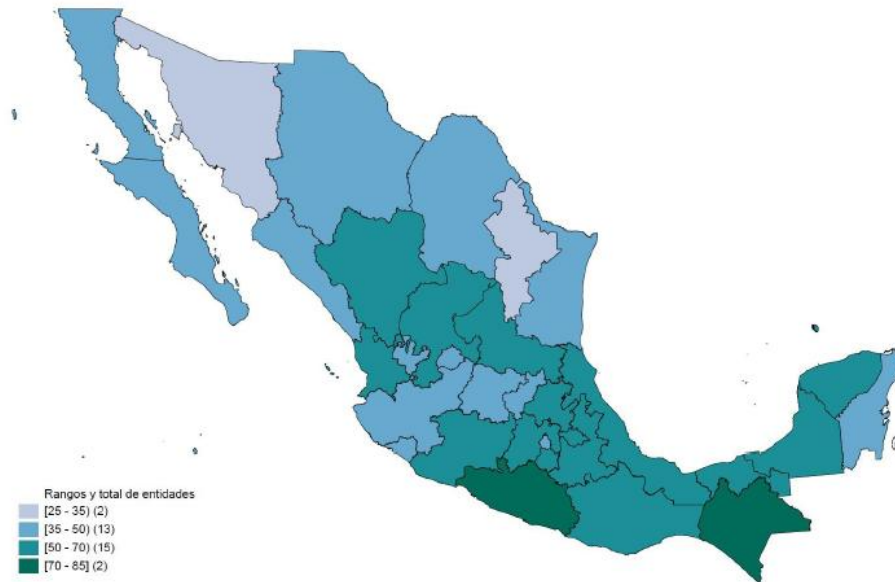 Rangos y total de entidades
[25 - 35) (2)
[35 - 50) (13)
[50 - 70) (15)
[70 - 85] (2)